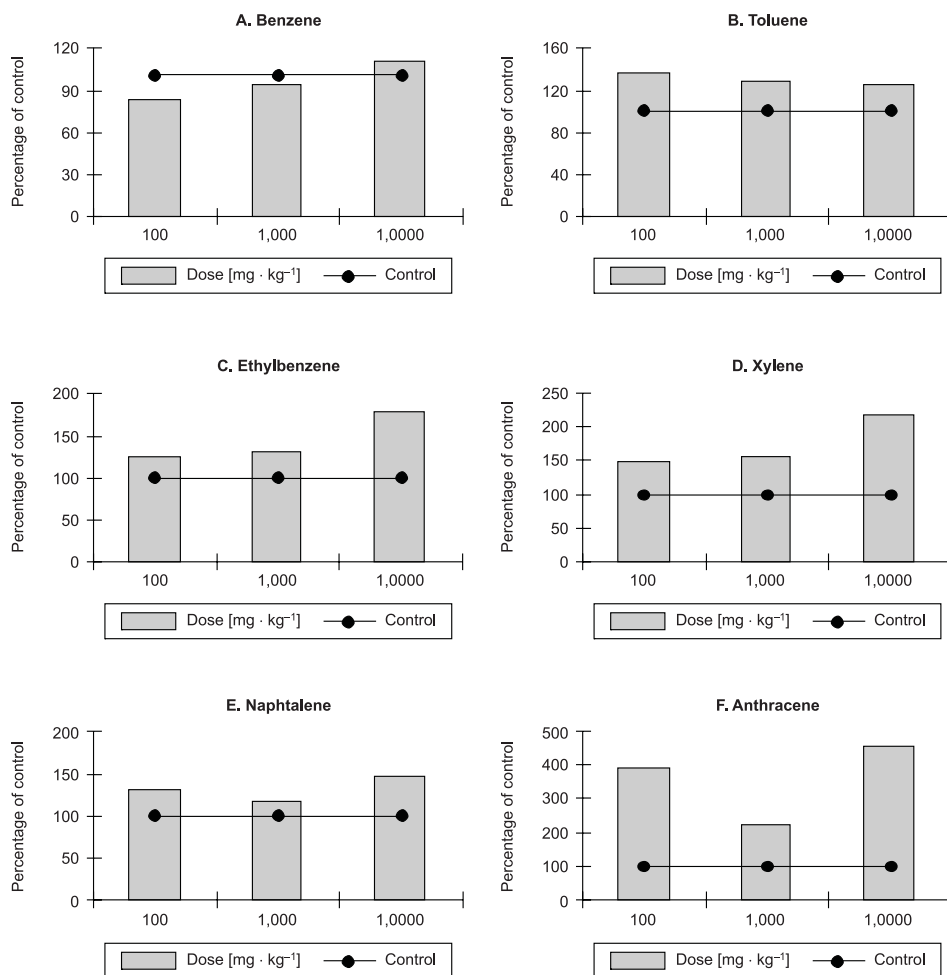 A. Benzene
Percentage of control
120
90
60
30
0
100 1,000 1,0000
Dose [mg · kg⁻¹] Control
B. Toluene
Percentage of control
160
120
80
40
0
100 1,000 1,0000
Dose [mg · kg⁻¹] Control
C. Ethylbenzene
Percentage of control
200
150
100
50
0
100 1,000 1,0000
Dose [mg · kg⁻¹] Control
D. Xylene
Percentage of control
250
200
150
100
50
0
100 1,000 1,0000
Dose [mg · kg⁻¹] Control
E. Naphtalene
Percentage of control
200
150
100
50
0
100 1,000 1,0000
Dose [mg · kg⁻¹] Control
F. Anthracene
Percentage of control
500
400
300
200
100
0
100 1,000 1,0000
Dose [mg · kg⁻¹] Control